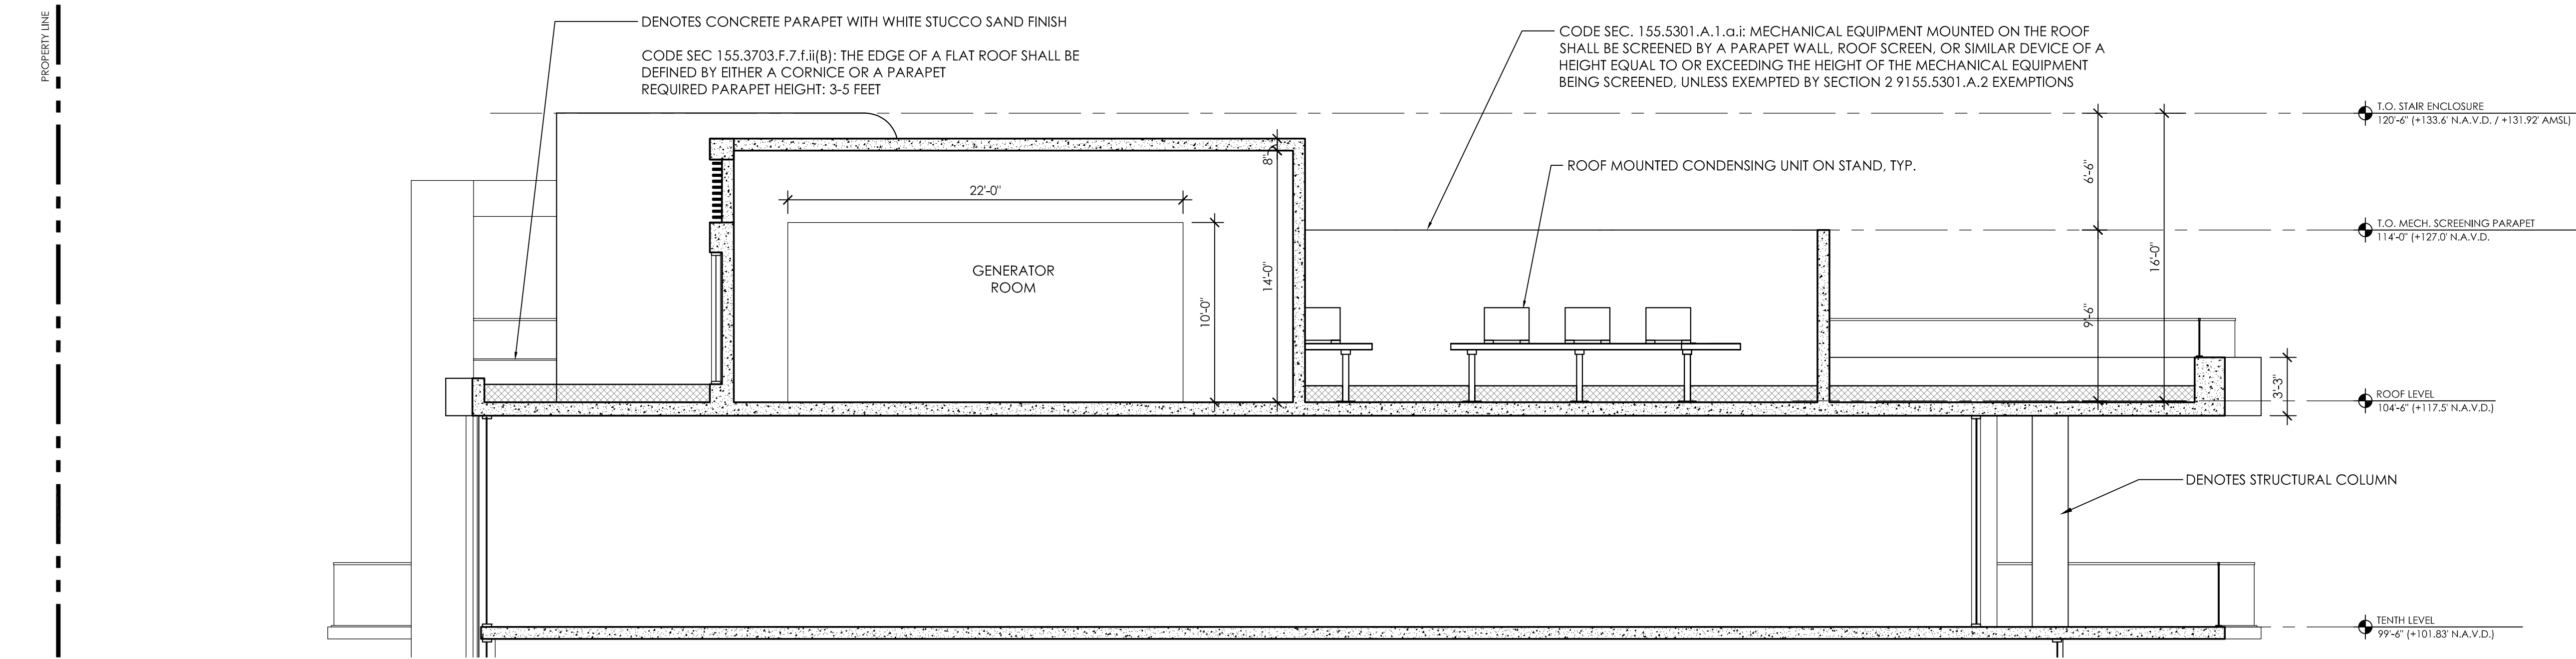 PROPERTY LINE
DENOTES CONCRETE PARAPET WITH WHITE STUCCO SAND FINISH
CODE SEC 155.3703.F.7.f.ii(B): THE EDGE OF A FLAT ROOF SHALL BE
DEFINED BY EITHER A CORNICE OR A PARAPET
REQUIRED PARAPET HEIGHT: 3-5 FEET
CODE SEC. 155.5301.A.1.a.i: MECHANICAL EQUIPMENT MOUNTED ON THE ROOF
SHALL BE SCREENED BY A PARAPET WALL, ROOF SCREEN, OR SIMILAR DEVICE OF A
HEIGHT EQUAL TO OR EXCEEDING THE HEIGHT OF THE MECHANICAL EQUIPMENT
BEING SCREENED, UNLESS EXEMPTED BY SECTION 2 9155.5301.A.2 EXEMPTIONS
T.O. STAIR ENCLOSURE
120'-6" (+133.6' N.A.V.D. / +131.92' AMSL)
8"
ROOF MOUNTED CONDENSING UNIT ON STAND, TYP.
6'-6"
22'-0"
T.O. MECH. SCREENING PARAPET
114'-0" (+127.0' N.A.V.D.
GENERATOR
ROOM
14'-0"
16'-0"
10'-0"
9'-6"
3'-3"
ROOF LEVEL
104'-6" (+117.5' N.A.V.D.)
DENOTES STRUCTURAL COLUMN
TENTH LEVEL
99'-6" (+101.83' N.A.V.D.)